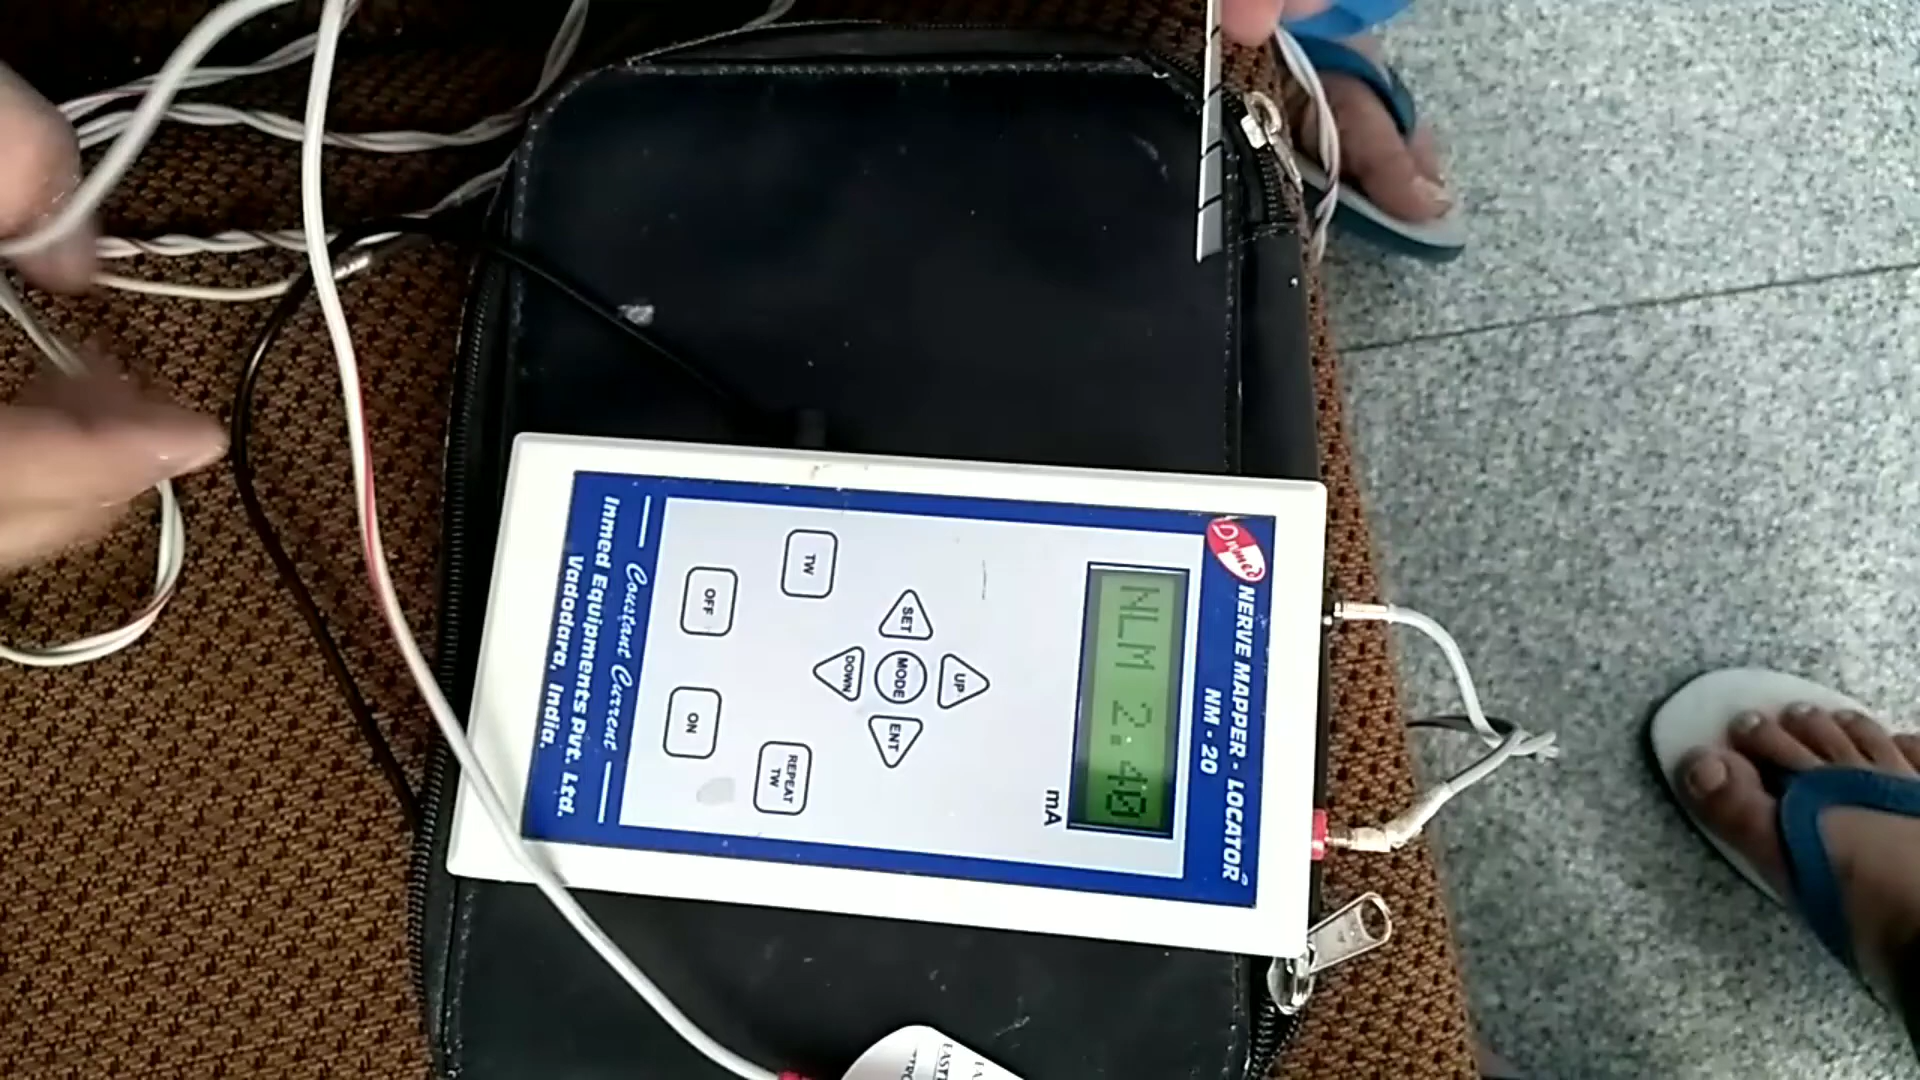 Inmed
NERVE MAPPER - LOCATOR
NM - 20
NLM 2.40
mA
UP
SET
MODE
ENT
DOWN
TW
REPEAT
TW
OFF
ON
Constant Current
Inmed Equipments Pvt. Ltd.
Vadodara, India.